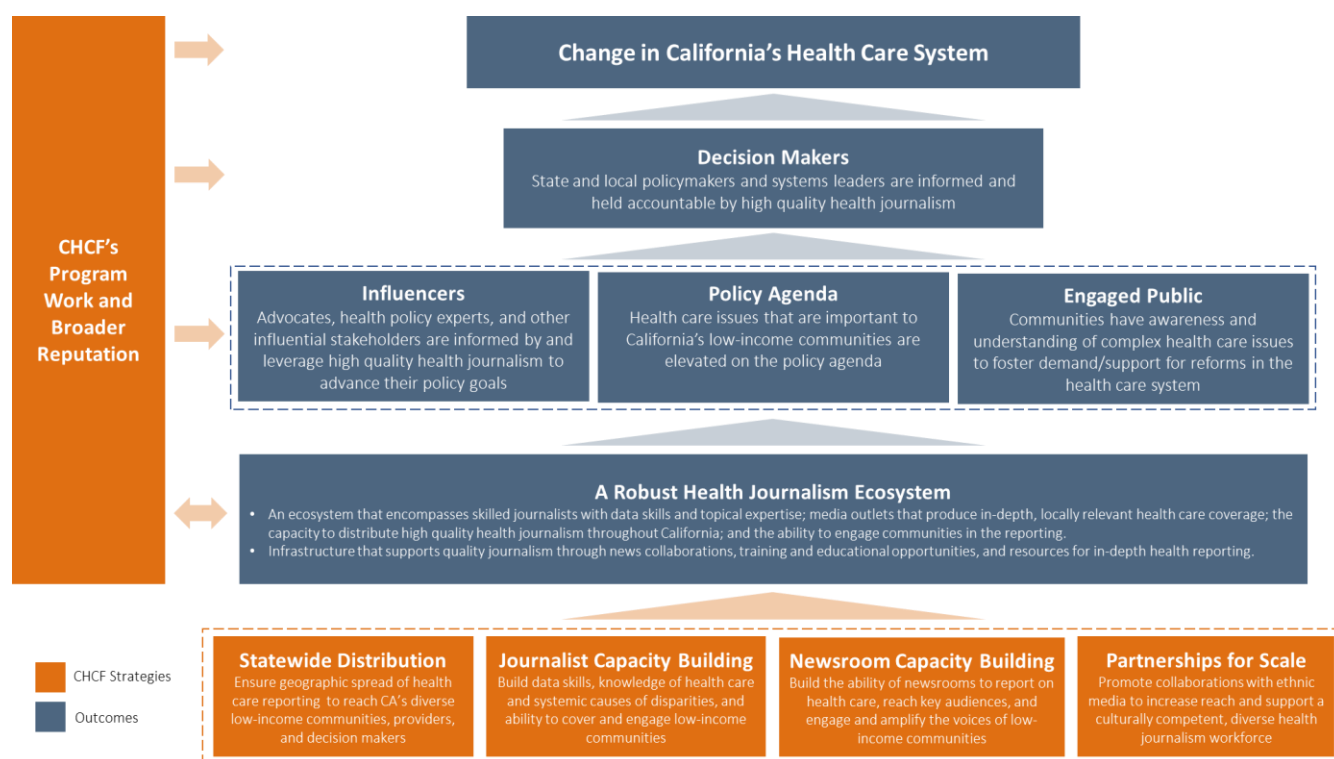 Change in California's Health Care System
Decision Makers
State and local policymakers and systems leaders are informed and
held accountable by high quality health journalism
CHCF's
Program
Work and
Broader
Reputation
Influencers
Advocates, health policy experts, and other
influential stakeholders are informed by and
leverage high quality health journalism to
advance their policy goals
Policy Agenda
Health care issues that are important to
California's low-income communities are
elevated on the policy agenda
Engaged Public
Communities have awareness and
understanding of complex health care issues
to foster demand/support for reforms in the
health care system
A Robust Health Journalism Ecosystem
• An ecosystem that encompasses skilled journalists with data skills and topical expertise; media outlets that produce in-depth, locally relevant health care coverage; the
capacity to distribute high quality health journalism throughout California; and the ability to engage communities in the reporting.
• Infrastructure that supports quality journalism through news collaborations, training and educational opportunities, and resources for in-depth health reporting.
CHCF Strategies
Outcomes
Statewide Distribution
Ensure geographic spread of health
care reporting to reach CA's diverse
low-income communities, providers,
and decision makers
Journalist Capacity Building
Build data skills, knowledge of health care
and systemic causes of disparities, and
ability to cover and engage low-income
communities
Newsroom Capacity Building
Build the ability of newsrooms to report on
health care, reach key audiences, and
engage and amplify the voices of low-
income communities
Partnerships for Scale
Promote collaborations with ethnic
media to increase reach and support a
culturally competent, diverse health
journalism workforce